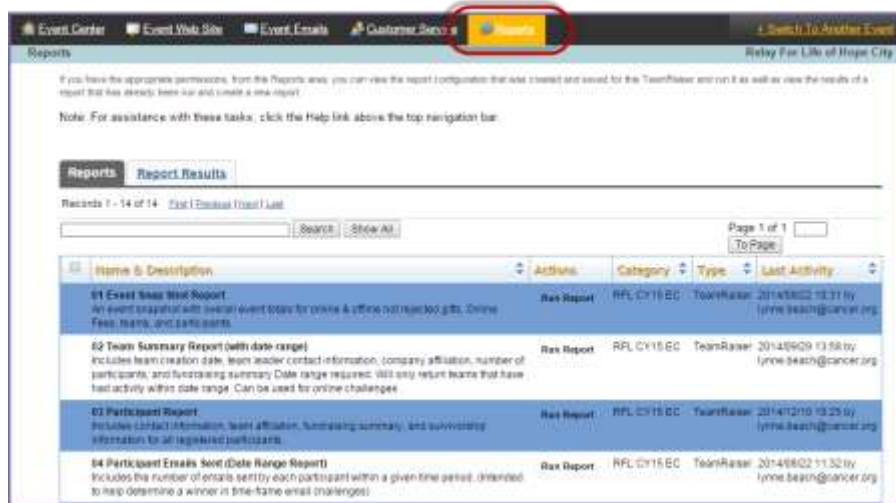 Event Center Event Web Site Event Emails Customer Service Reports Switch To Another Event
Reports Relay For Life of Hope City
If you have the appropriate permissions, from the Reports area, you can view the report configuration that was created and saved for the TeamRaiser and run it as well as view the results of a
report that has already been run and create a new report.
Note: For assistance with these tasks, click the Help link above the top navigation bar.
Reports Report Results
Records 1 - 14 of 14 First | Previous | Next | Last
Search Show All Page 1 of 1
To Page
Name & Description Actions Category Type Last Activity
01 Event Snap Shot Report Run Report RFL CY15 EC TeamRaiser 2014/08/22 10:31 by
An event snapshot with overall event totals for online & offline not rejected gifts, Online lynne.beach@cancer.org
Fees, teams, and participants.
02 Team Summary Report (with date range) Run Report RFL CY15 EC TeamRaiser 2014/09/29 13:58 by
Includes team creation date, team leader contact information, company affiliation, number of lynne.beach@cancer.org
participants, and fundraising summary Date range required. Will only return teams that have
had activity within date range. Can be used for online challenges
03 Participant Report Run Report RFL CY15 EC TeamRaiser 2014/12/10 10:25 by
Includes contact information, team affiliation, fundraising summary, and survivorship lynne.beach@cancer.org
information for all registered participants.
04 Participant Emails Sent (Date Range Report) Run Report RFL CY15 EC TeamRaiser 2014/08/22 11:32 by
Includes the number of emails sent by each participant within a given time period. (Intended lynne.beach@cancer.org
to help determine a winner in time-frame email challenges)